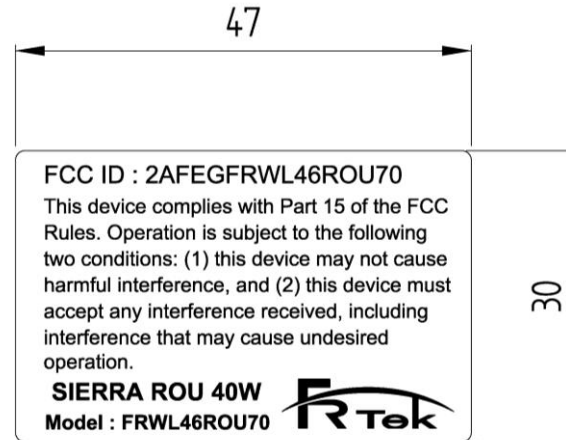 47
FCC ID : 2AFEGFRWL46ROU70
This device complies with Part 15 of the FCC
Rules. Operation is subject to the following
two conditions: (1) this device may not cause
harmful interference, and (2) this device must
accept any interference received, including
interference that may cause undesired
operation.
SIERRA ROU 40W
Model : FRWL46ROU70
FR Tek
30